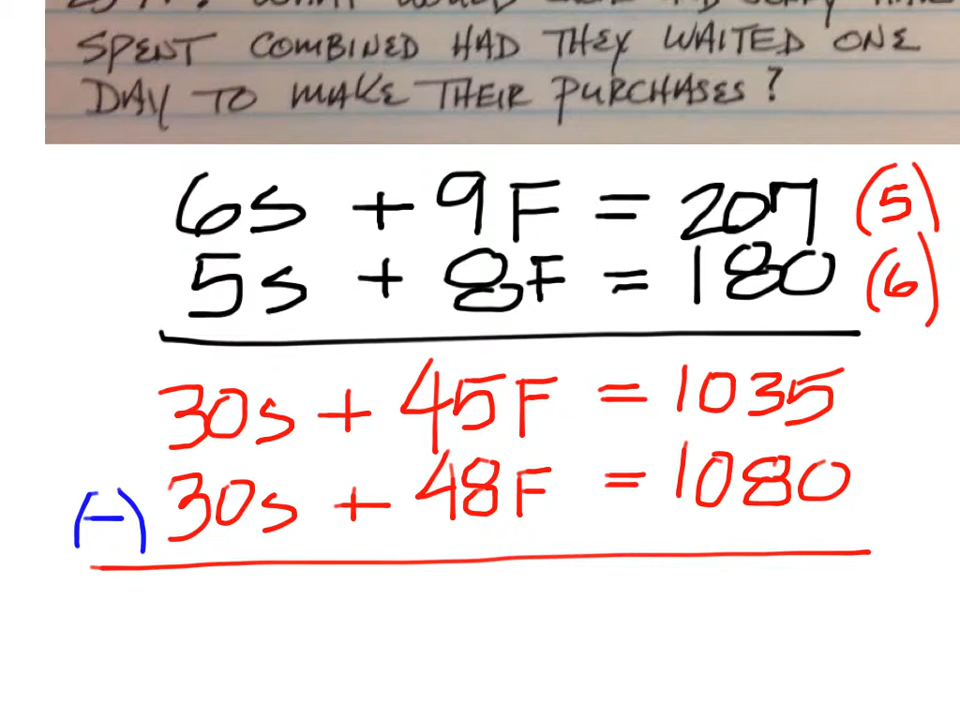 SPENT COMBINED HAD THEY WAITED ONE
DAY TO MAKE THEIR PURCHASES?
6s + 9F = 207 (5)
5s + 8F = 180 (6)
30s + 45F = 1035
(-) 30s + 48F = 1080